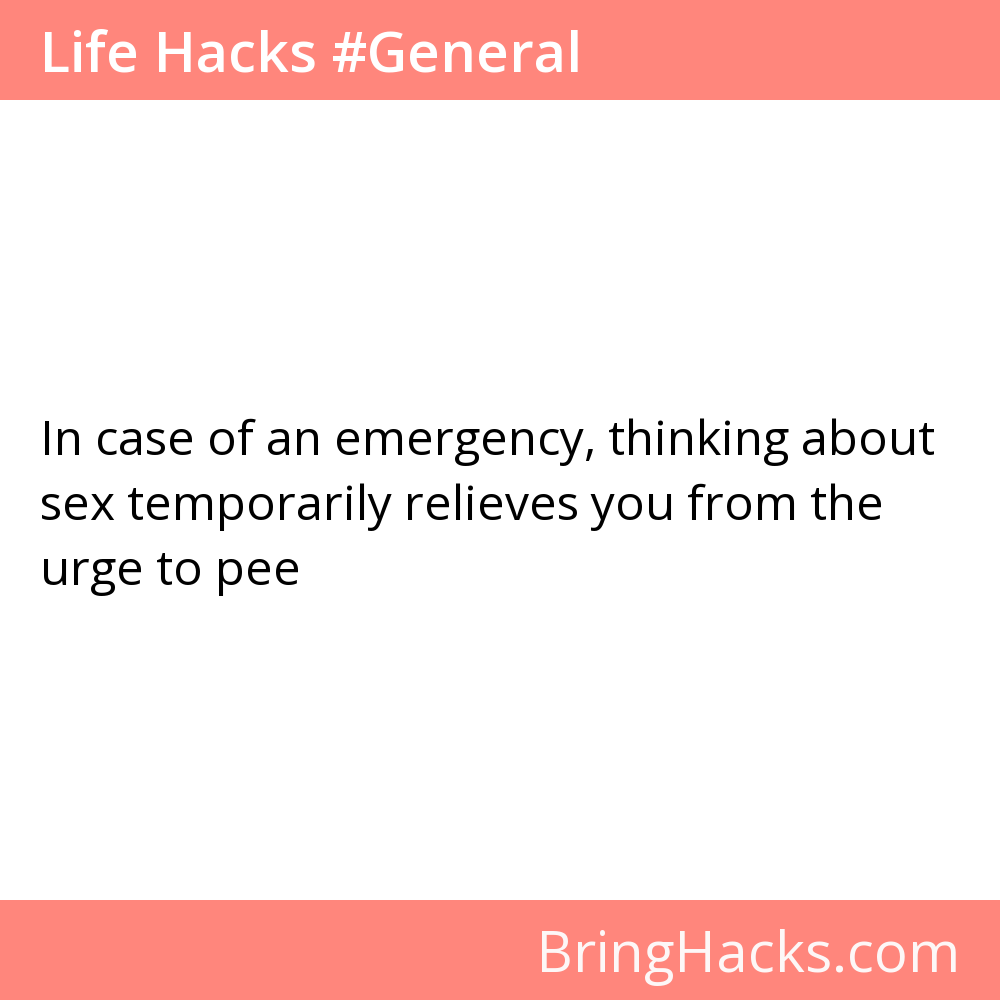 Life Hacks #General
In case of an emergency, thinking about
sex temporarily relieves you from the
urge to pee
BringHacks.com